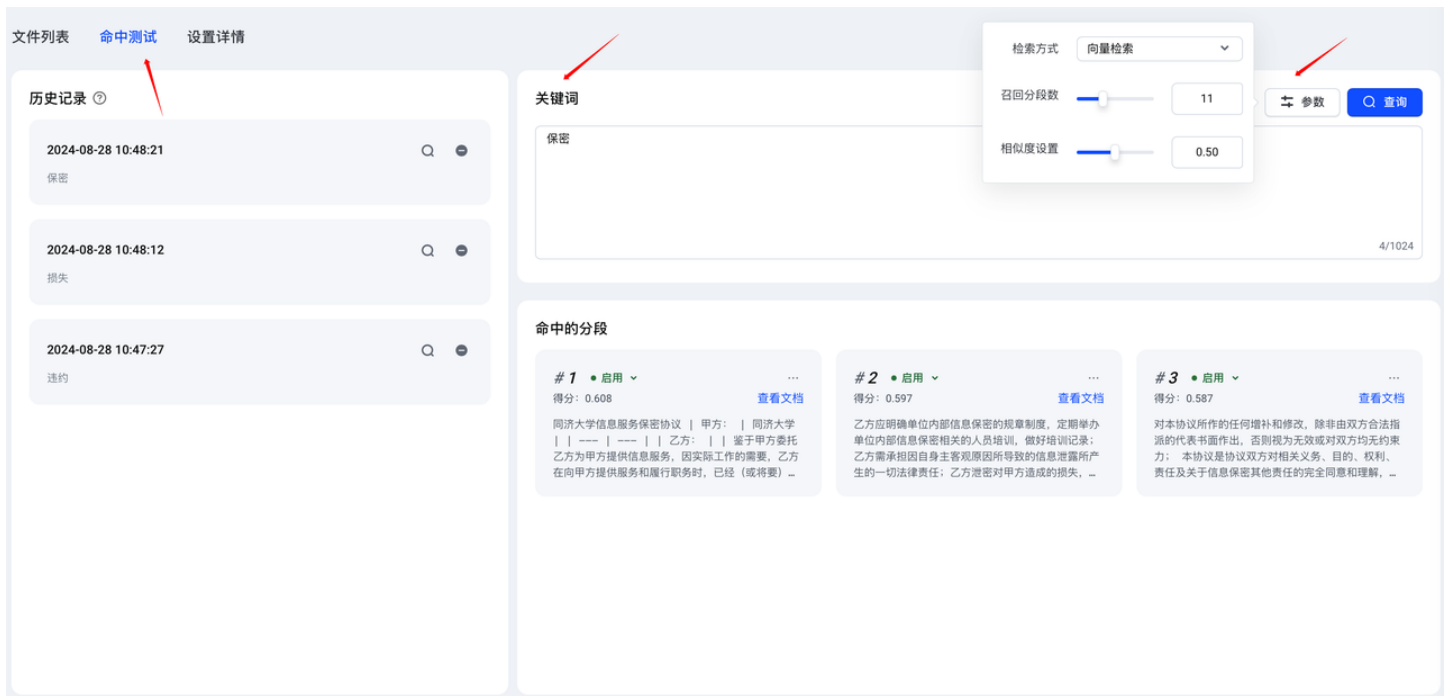 文件列表 命中测试 设置详情
历史记录
2024-08-28 10:48:21
保密
2024-08-28 10:48:12
损失
2024-08-28 10:47:27
违约
关键词
检索方式 向量检索
召回分段数 11
相似度设置 0.50
参数 查询
保密
4/1024
命中的分段
#1 启用 ...
得分：0.608 查看文档
同济大学信息服务保密协议 | 甲方： | 同济大学
| | --- | --- | | 乙方： | | 鉴于甲方委托
乙方为甲方提供信息服务，因实际工作的需要，乙方
在向甲方提供服务和履行职务时，已经（或将要）...
#2 启用 ...
得分：0.597 查看文档
乙方应明确单位内部信息保密的规章制度，定期举办
单位内部信息保密相关的人员培训，做好培训记录；
乙方需承担因自身主客观原因所导致的信息泄露所产
生的一切法律责任；乙方泄密对甲方造成的损失，...
#3 启用 ...
得分：0.587 查看文档
对本协议所作的任何增补和修改，除非由双方合法指
派的代表书面作出，否则视为无效或对双方均无约束
力； 本协议是协议双方对相关义务、目的、权利、
责任及关于信息保密其他责任的完全同意和理解，...